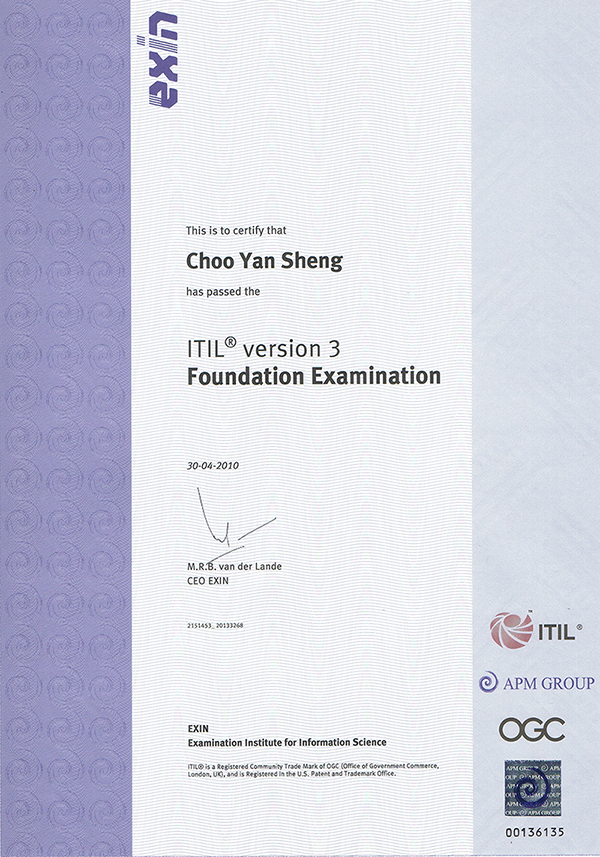 exin
This is to certify that
Choo Yan Sheng
has passed the
ITIL® version 3
Foundation Examination
30-04-2010
M.R.B. van der Lande
CEO EXIN
2151453_20133268
EXIN
Examination Institute for Information Science
ITIL® is a Registered Community Trade Mark of OGC (Office of Government Commerce,
London, UK), and is Registered in the U.S. Patent and Trademark Office.
ITIL®
APM GROUP
OGC
00136135